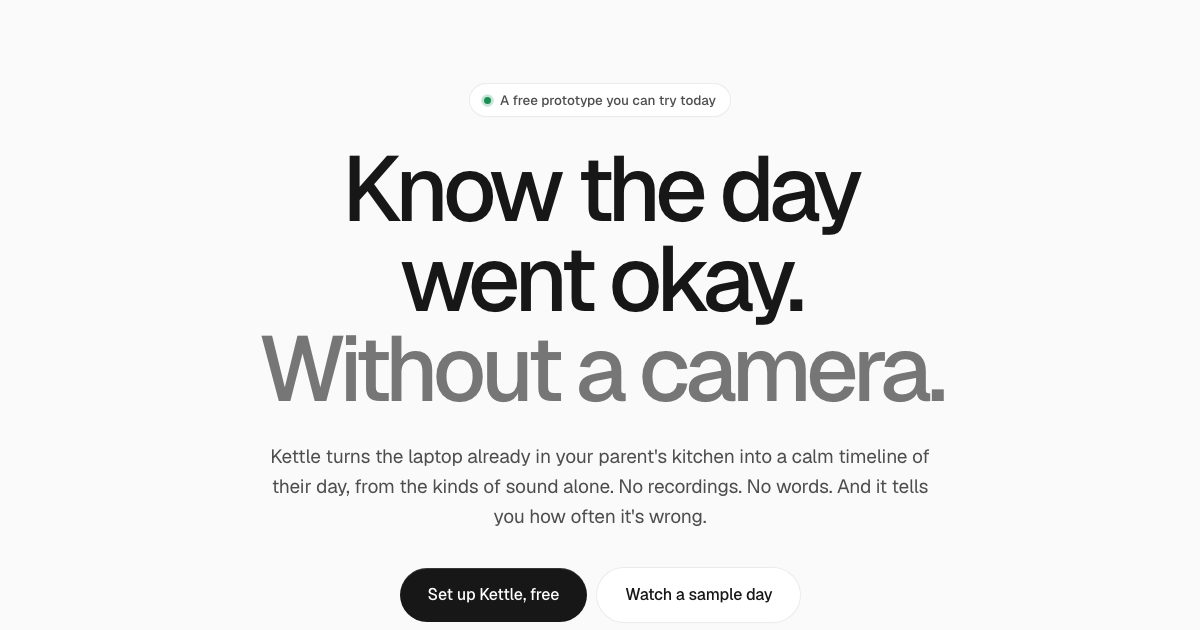 A free prototype you can try today
Know the day
went okay.
Without a camera.
Kettle turns the laptop already in your parent's kitchen into a calm timeline of
their day, from the kinds of sound alone. No recordings. No words. And it tells
you how often it's wrong.
Set up Kettle, free
Watch a sample day